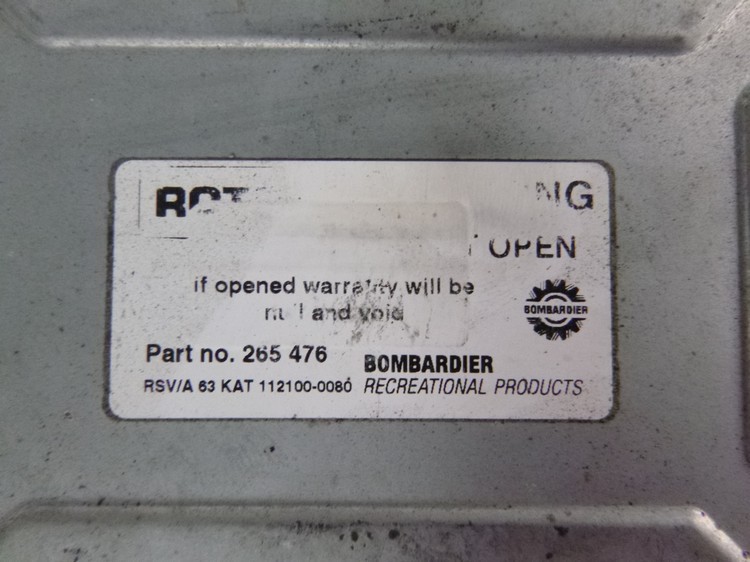 OPEN
if opened warranty will be
null and void
BOMBARDIER
Part no. 265 476
BOMBARDIER
RSV/A 63 KAT 112100-0080
RECREATIONAL PRODUCTS